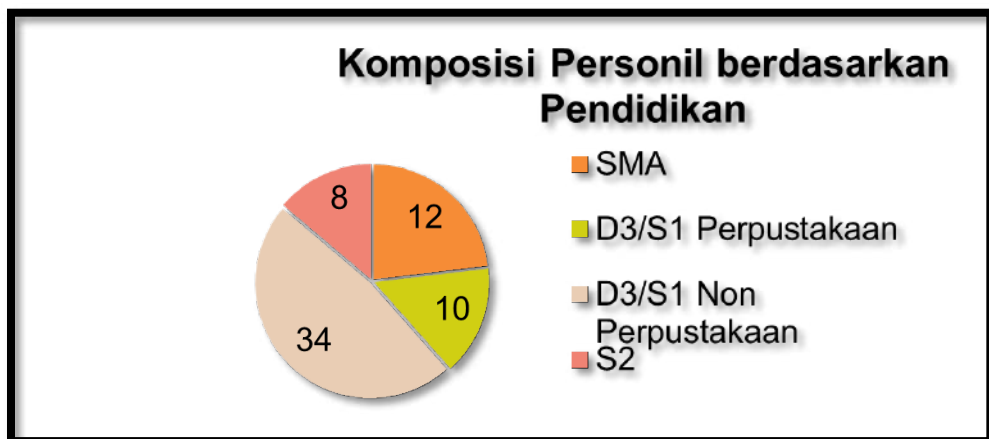 Komposisi Personil berdasarkan
Pendidikan
8
12
10
34
SMA
D3/S1 Perpustakaan
D3/S1 Non
Perpustakaan
S2